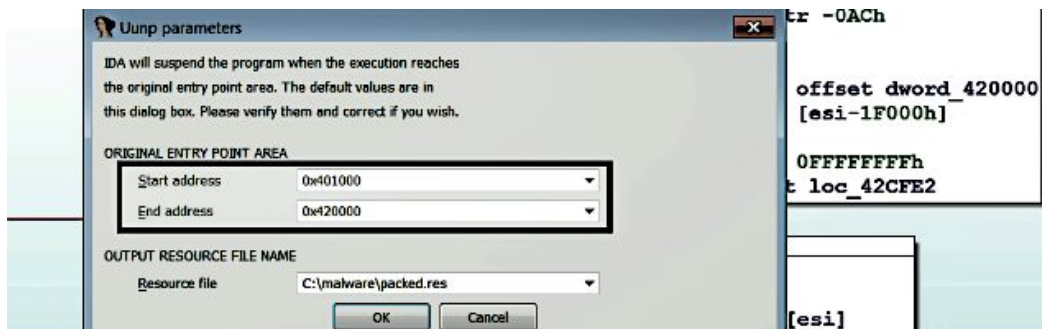 Uunp parameters
tr -0ACh
IDA will suspend the program when the execution reaches
the original entry point area. The default values are in
this dialog box. Please verify them and correct if you wish.
offset dword_420000
[esi-1F000h]
ORIGINAL ENTRY POINT AREA
0FFFFFFFFh
Start address 0x401000
t loc_42CFE2
End address 0x420000
OUTPUT RESOURCE FILE NAME
Resource file C:\malware\packed.res
OK Cancel
[esi]